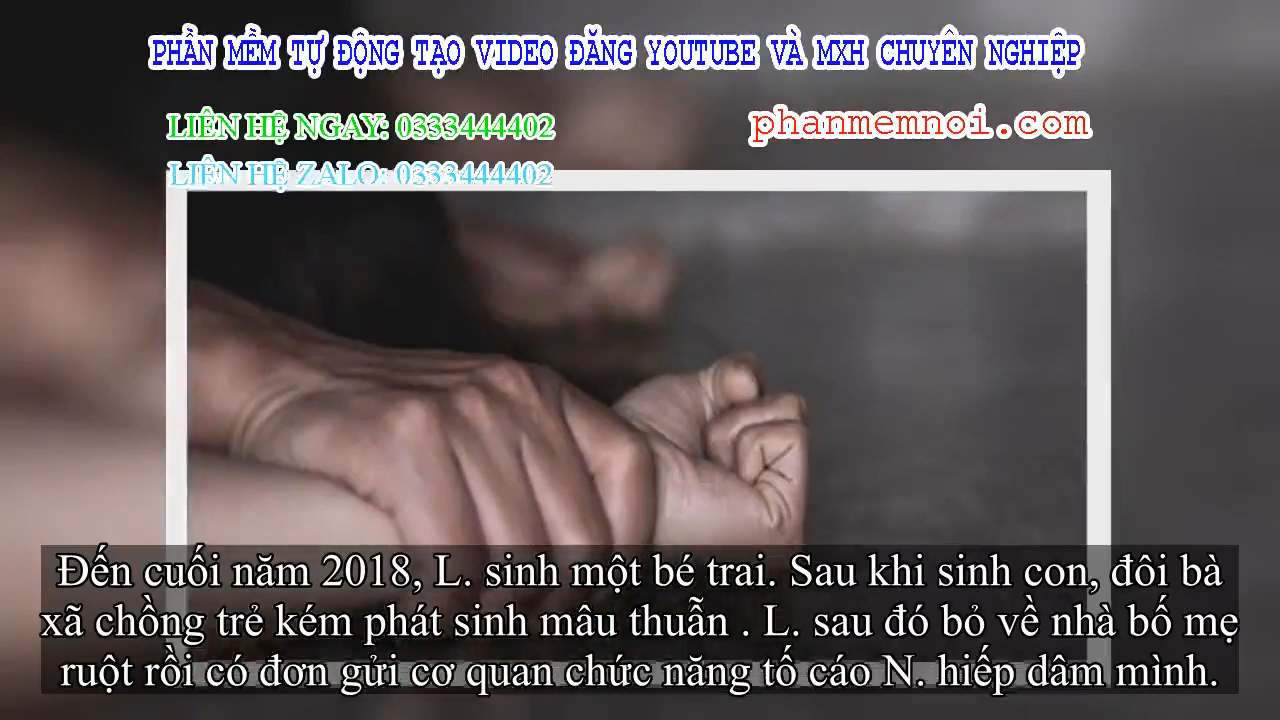 PHẦN MỀM TỰ ĐỘNG TẠO VIDEO ĐĂNG YOUTUBE VÀ MXH CHUYÊN NGHIỆP
LIÊN HỆ NGAY: 0333444402
phanmemnoi.com
LIÊN HỆ ZALO: 0333444402
Đến cuối năm 2018, L. sinh một bé trai. Sau khi sinh con, đôi bà
xã chồng trẻ kém phát sinh mâu thuẫn . L. sau đó bỏ về nhà bố mẹ
ruột rồi có đơn gửi cơ quan chức năng tố cáo N. hiếp dâm mình.